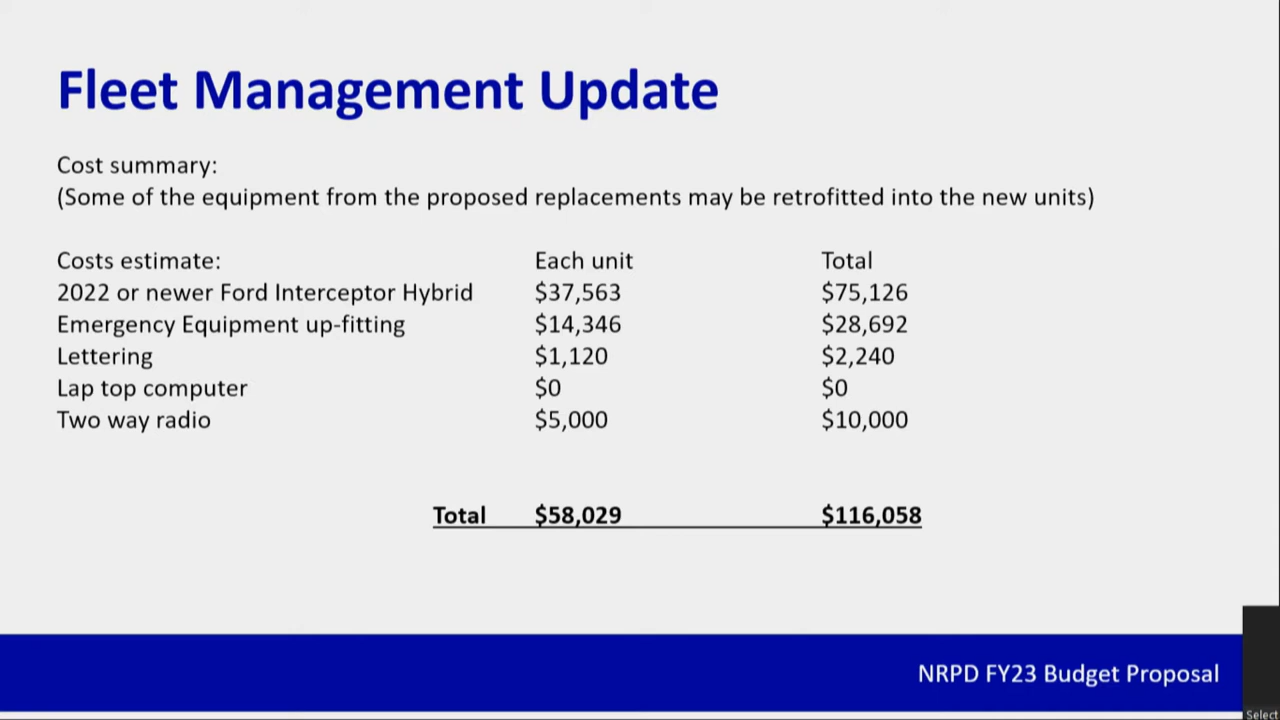 Fleet Management Update
Cost summary:
(Some of the equipment from the proposed replacements may be retrofitted into the new units)
Costs estimate: Each unit Total
2022 or newer Ford Interceptor Hybrid $37,563 $75,126
Emergency Equipment up-fitting $14,346 $28,692
Lettering $1,120 $2,240
Lap top computer $0 $0
Two way radio $5,000 $10,000
Total $58,029 $116,058
NRPD FY23 Budget Proposal
Select